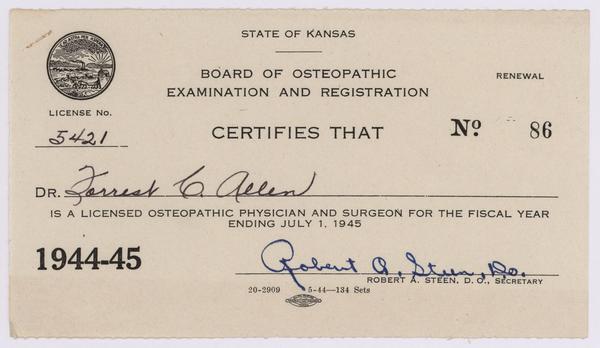 STATE OF KANSAS
BOARD OF OSTEOPATHIC
EXAMINATION AND REGISTRATION
RENEWAL
LICENSE No.
5421
CERTIFIES THAT
No 86
DR. Forrest C. Allen
IS A LICENSED OSTEOPATHIC PHYSICIAN AND SURGEON FOR THE FISCAL YEAR
ENDING JULY 1, 1945
1944-45
Robert A. Steen, Do.
ROBERT A. STEEN, D. O., SECRETARY
20-2909 5-44—134 Sets